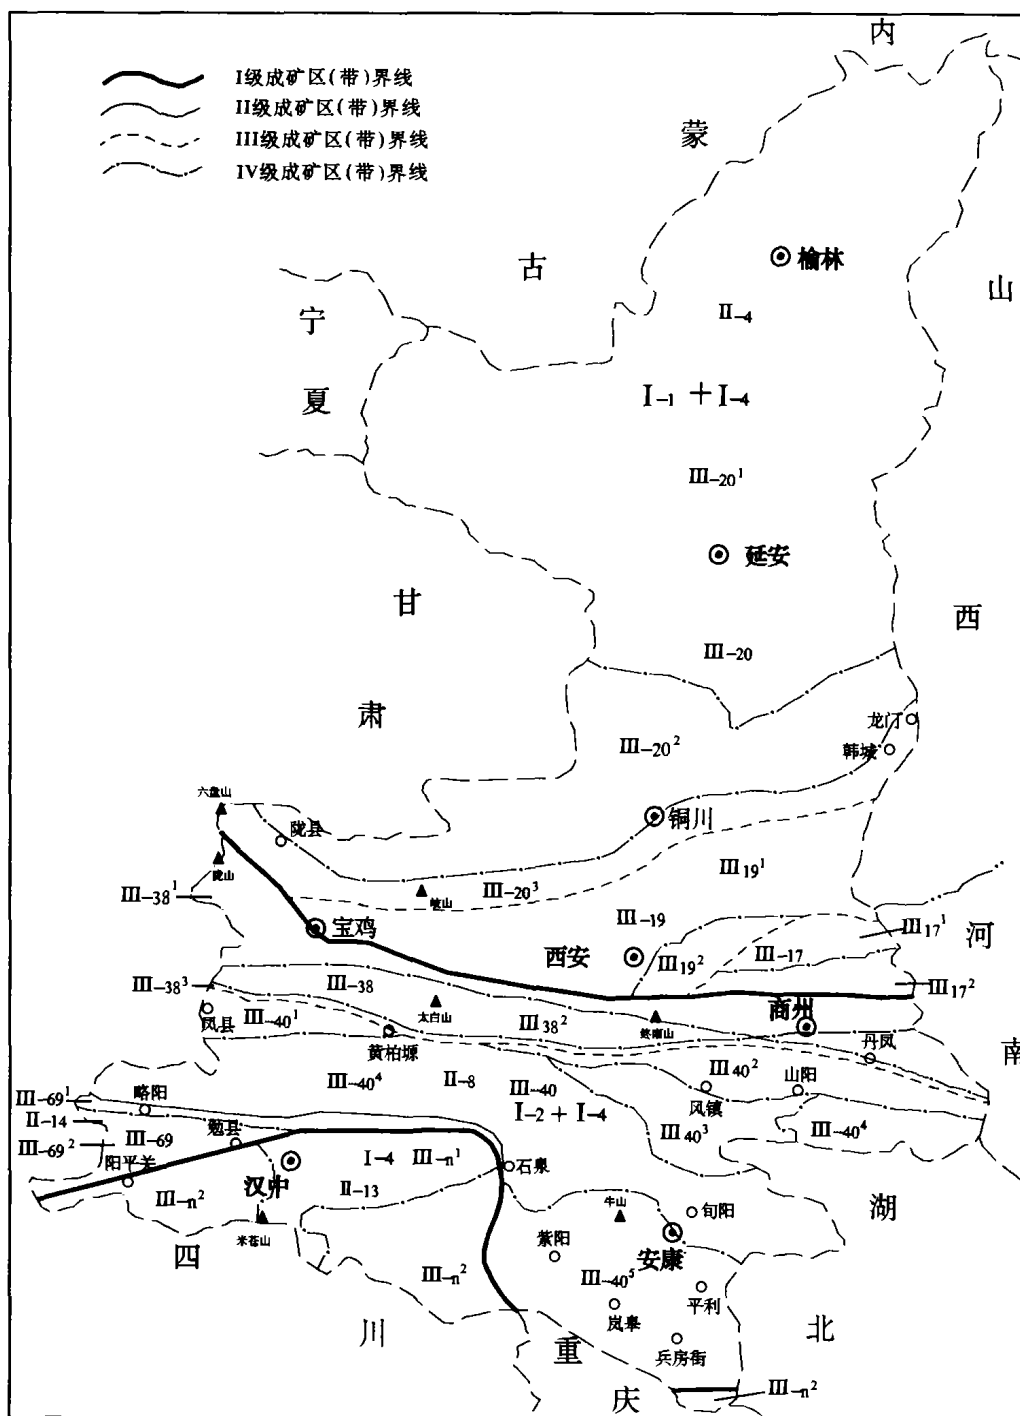 内
I级成矿区(带)界线
II级成矿区(带)界线
III级成矿区(带)界线
IV级成矿区(带)界线
蒙
榆林
古
山
宁
II-4
夏
I-1 + I-4
III-20¹
延安
甘
西
III-20
肃
龙门
III-20²
韩城
六盘山
陇县
铜川
陇山
III19¹
III-38¹
III-20³
岐山
III-19
III17¹
宝鸡
河
西安
III-17
III19²
III-38³
III-38
III17²
太白山
商州
凤县
III-40¹
III38²
终南山
黄柏塬
丹凤
南
III-40⁴
II-8
III-40
III40²
山阳
III-69¹
略阳
I-2 + I-4
凤镇
II-14
III-69
勉县
III40³
III-40⁴
III-69²
阳平关
I-4
III-n¹
石泉
汉中
II-13
III-n²
牛山
旬阳
湖
米苍山
四
紫阳
安康
III-n²
III-40⁵
平利
岚皋
川
重
北
兵房街
III-n²
庆